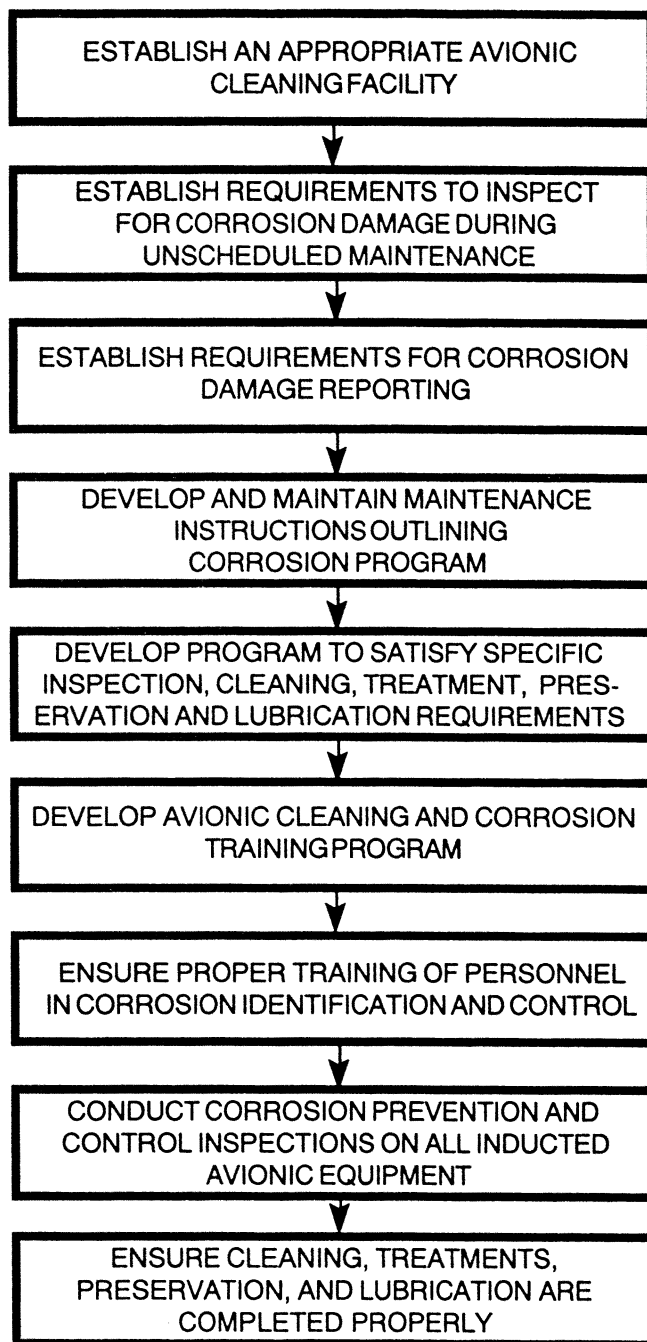 ESTABLISH AN APPROPRIATE AVIONIC
CLEANING FACILITY
ESTABLISH REQUIREMENTS TO INSPECT
FOR CORROSION DAMAGE DURING
UNSCHEDULED MAINTENANCE
ESTABLISH REQUIREMENTS FOR CORROSION
DAMAGE REPORTING
DEVELOP AND MAINTAIN MAINTENANCE
INSTRUCTIONS OUTLINING
CORROSION PROGRAM
DEVELOP PROGRAM TO SATISFY SPECIFIC
INSPECTION, CLEANING, TREATMENT, PRES-
ERVATION AND LUBRICATION REQUIREMENTS
DEVELOP AVIONIC CLEANING AND CORROSION
TRAINING PROGRAM
ENSURE PROPER TRAINING OF PERSONNEL
IN CORROSION IDENTIFICATION AND CONTROL
CONDUCT CORROSION PREVENTION AND
CONTROL INSPECTIONS ON ALL INDUCTED
AVIONIC EQUIPMENT
ENSURE CLEANING, TREATMENTS,
PRESERVATION, AND LUBRICATION ARE
COMPLETED PROPERLY